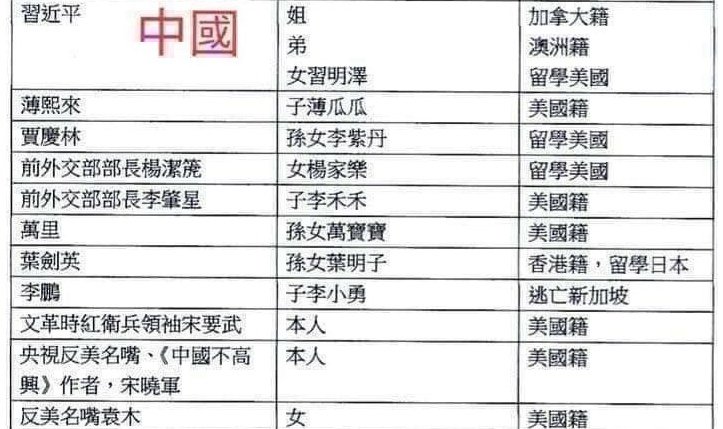 習近平 中國 姐 加拿大籍
弟 澳洲籍
女習明澤 留學美國
薄熙來 子薄瓜瓜 美國籍
賈慶林 孫女李紫丹 留學美國
前外交部部長楊潔篪 女楊家樂 留學美國
前外交部部長李肇星 子李禾禾 美國籍
萬里 孫女萬寶寶 美國籍
葉劍英 孫女葉明子 香港籍，留學日本
李鵬 子李小勇 逃亡新加坡
文革時紅衛兵領袖宋要武 本人 美國籍
央視反美名嘴、《中國不高 本人 美國籍
興》作者，宋曉軍
反美名嘴袁木 女 美國籍